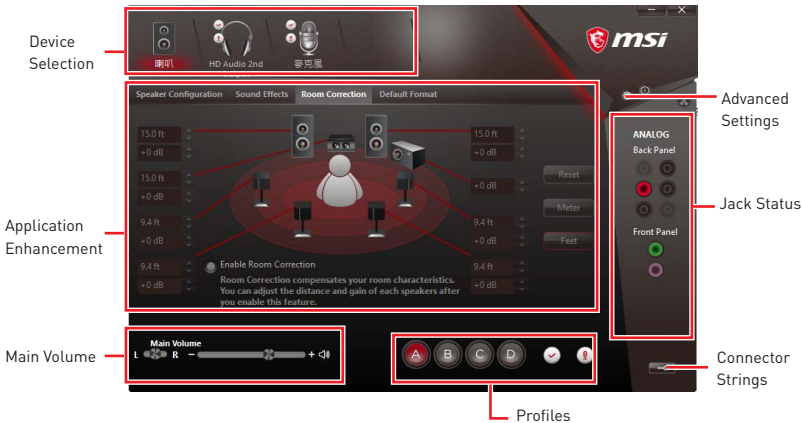 Device
Selection
喇叭
HD Audio 2nd
麥克風
msi
Speaker Configuration
Sound Effects
Room Correction
Default Format
Advanced
Settings
15.0 ft
+0 dB
15.0 ft
+0 dB
9.4 ft
+0 dB
9.4 ft
+0 dB
15.0 ft
+0 dB
+0 dB
9.4 ft
+0 dB
9.4 ft
+0 dB
Reset
Meter
Feet
ANALOG
Back Panel
Front Panel
Jack Status
Application
Enhancement
Enable Room Correction
Room Correction compensates your room characteristics.
You can adjust the distance and gain of each speakers after
you enable this feature.
Main Volume
Main Volume
L
R
−
+
A
B
C
D
Connector
Strings
Profiles